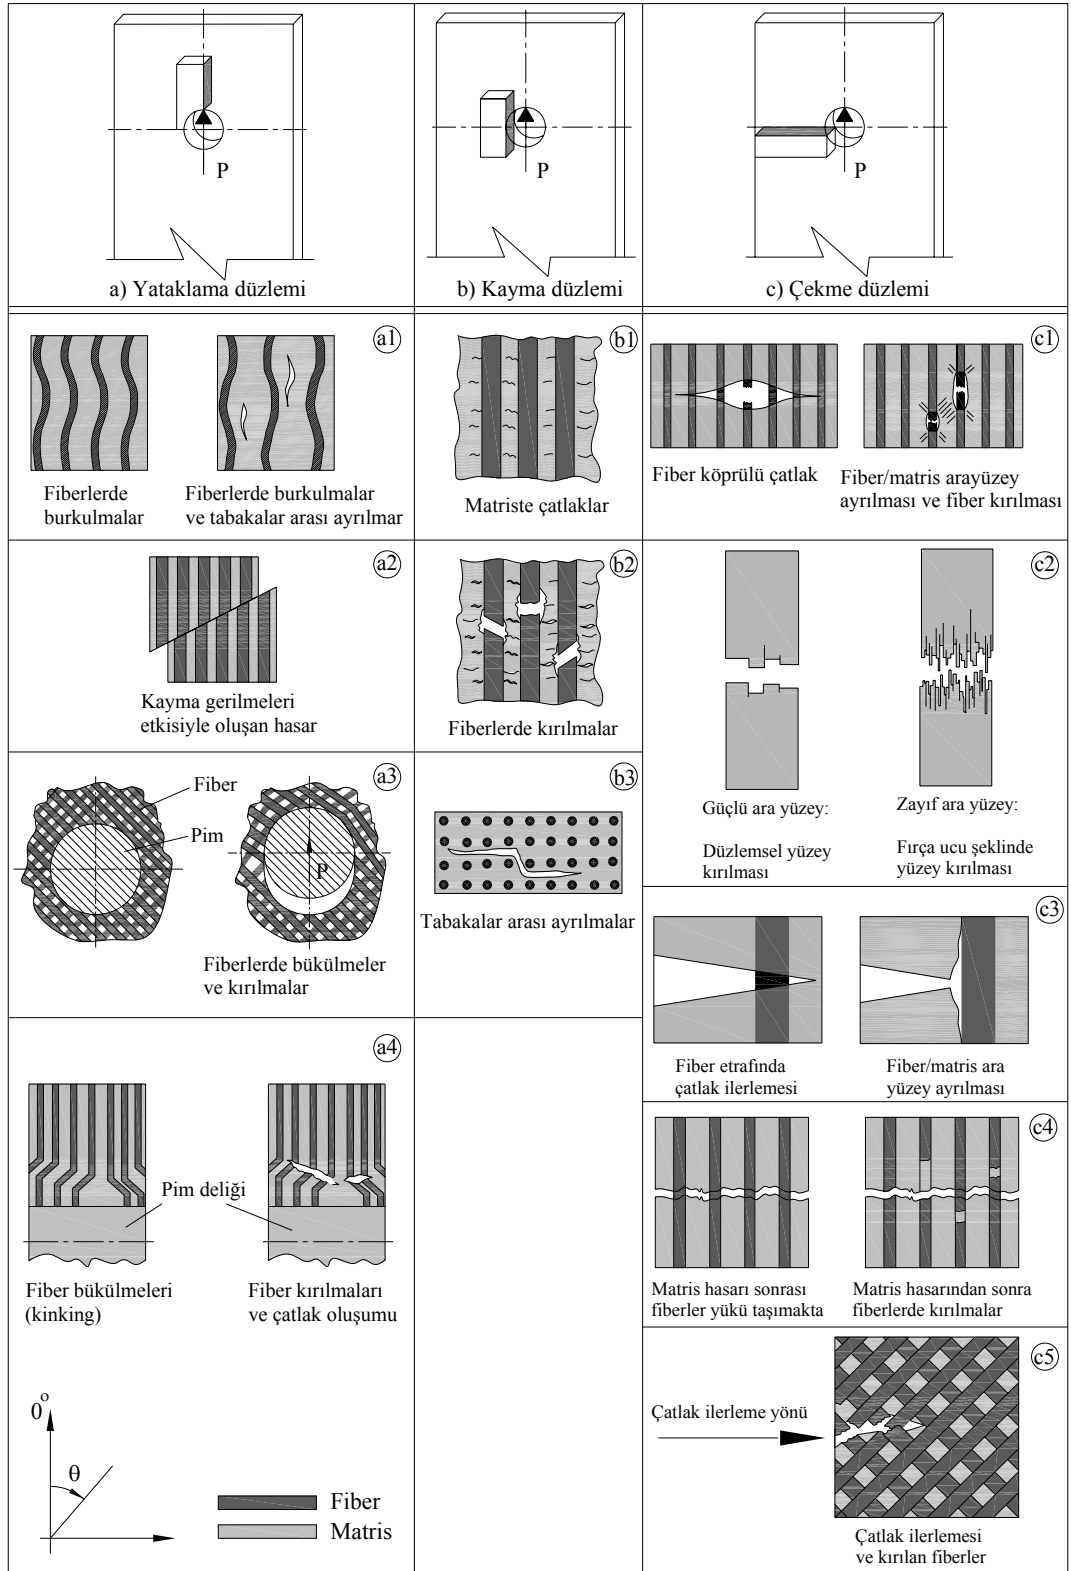 P
a) Yataklama düzlemi
P
b) Kayma düzlemi
P
c) Çekme düzlemi
a1
Fiberlerde
burkulmalar
Fiberlerde burkulmalar
ve tabakalar arası ayrılmar
b1
Matriste çatlaklar
c1
Fiber köprülü çatlak
Fiber/matris arayüzey
ayrılması ve fiber kırılması
a2
Kayma gerilmeleri
etkisiyle oluşan hasar
b2
Fiberlerde kırılmalar
c2
Güçlü ara yüzey:
Düzlemsel yüzey
kırılması
Zayıf ara yüzey:
Fırça ucu şeklinde
yüzey kırılması
a3
Fiber
Pim
P
Fiberlerde bükülmeler
ve kırılmalar
b3
Tabakalar arası ayrılmalar
c3
Fiber etrafında
çatlak ilerlemesi
Fiber/matris ara
yüzey ayrılması
a4
Pim deliği
Fiber bükülmeleri
(kinking)
Fiber kırılmaları
ve çatlak oluşumu
c4
Matris hasarı sonrası
fiberler yükü taşımakta
Matris hasarından sonra
fiberlerde kırılmalar
c5
Çatlak ilerleme yönü
Çatlak ilerlemesi
ve kırılan fiberler
0°
θ
Fiber
Matris